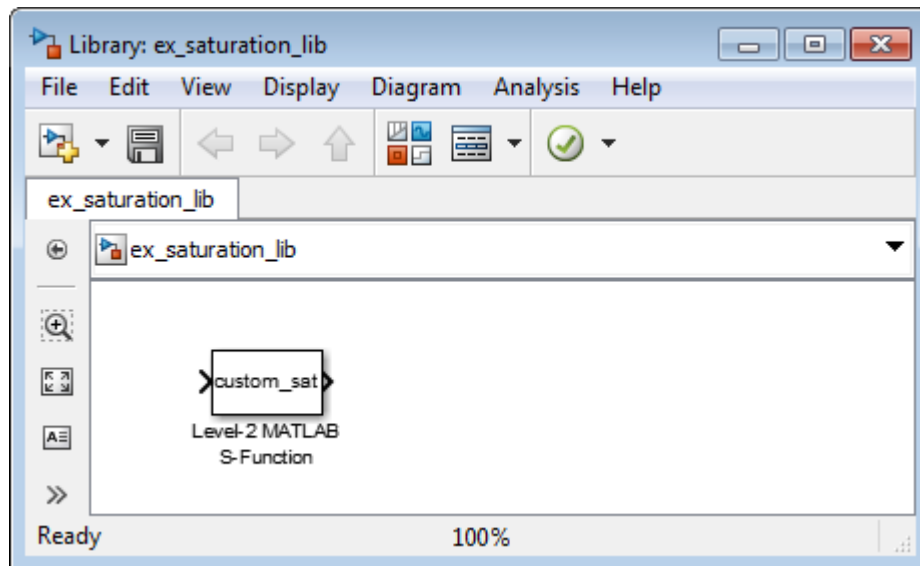 Library: ex_saturation_lib
File Edit View Display Diagram Analysis Help
ex_saturation_lib
ex_saturation_lib
custom_sat
Level-2 MATLAB
S-Function
Ready 100%